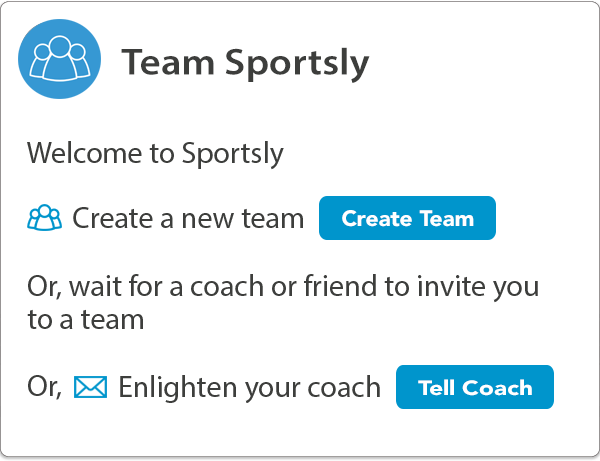 Team Sportsly
Welcome to Sportsly
Create a new team Create Team
Or, wait for a coach or friend to invite you
to a team
Or, Enlighten your coach Tell Coach